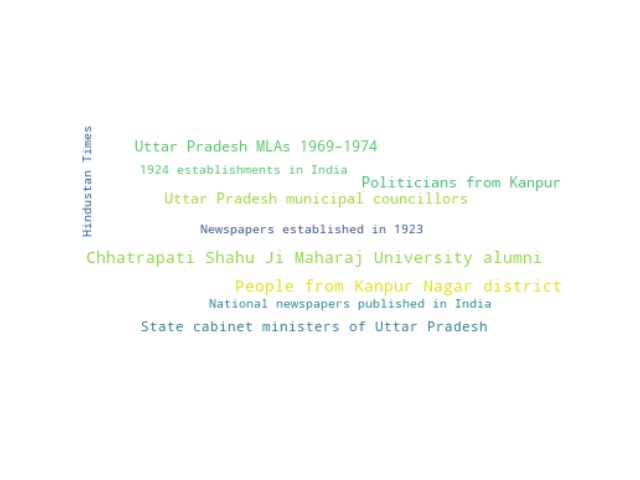 Hindustan Times
Uttar Pradesh MLAs 1969–1974
1924 establishments in India
Politicians from Kanpur
Uttar Pradesh municipal councillors
Newspapers established in 1923
Chhatrapati Shahu Ji Maharaj University alumni
People from Kanpur Nagar district
National newspapers published in India
State cabinet ministers of Uttar Pradesh